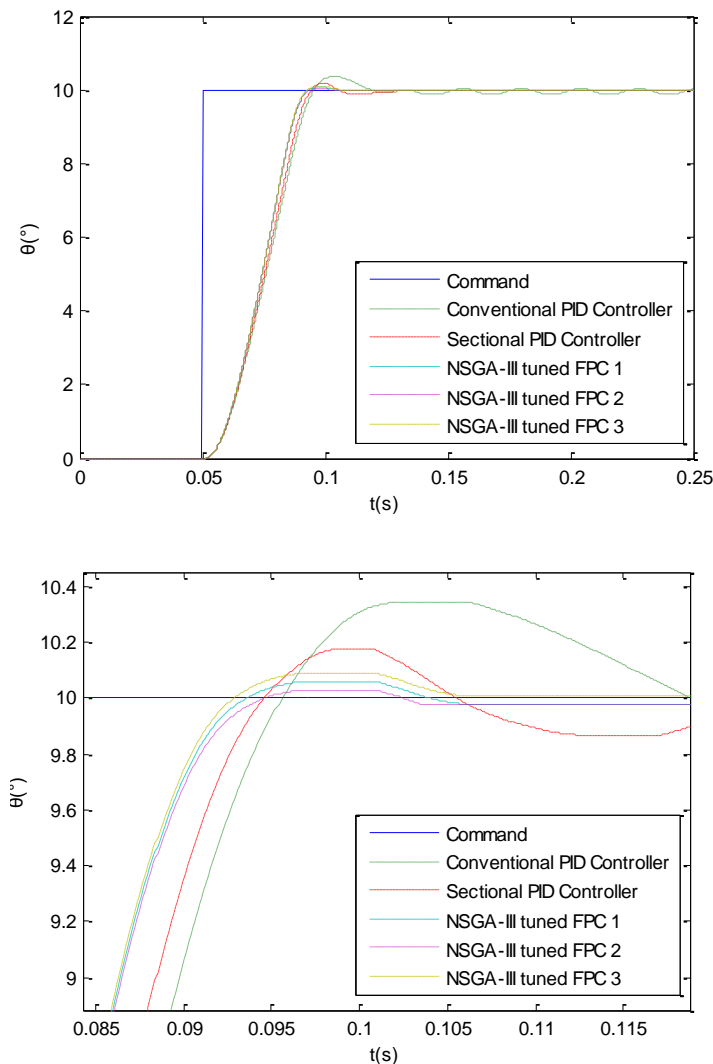 12
10
8
6
4
2
0
θ(°)
Command
Conventional PID Controller
Sectional PID Controller
NSGA-III tuned FPC 1
NSGA-III tuned FPC 2
NSGA-III tuned FPC 3
0 0.05 0.1 0.15 0.2 0.25
t(s)
10.4
10.2
10
9.8
9.6
9.4
9.2
9
θ(°)
Command
Conventional PID Controller
Sectional PID Controller
NSGA-III tuned FPC 1
NSGA-III tuned FPC 2
NSGA-III tuned FPC 3
0.085 0.09 0.095 0.1 0.105 0.11 0.115
t(s)